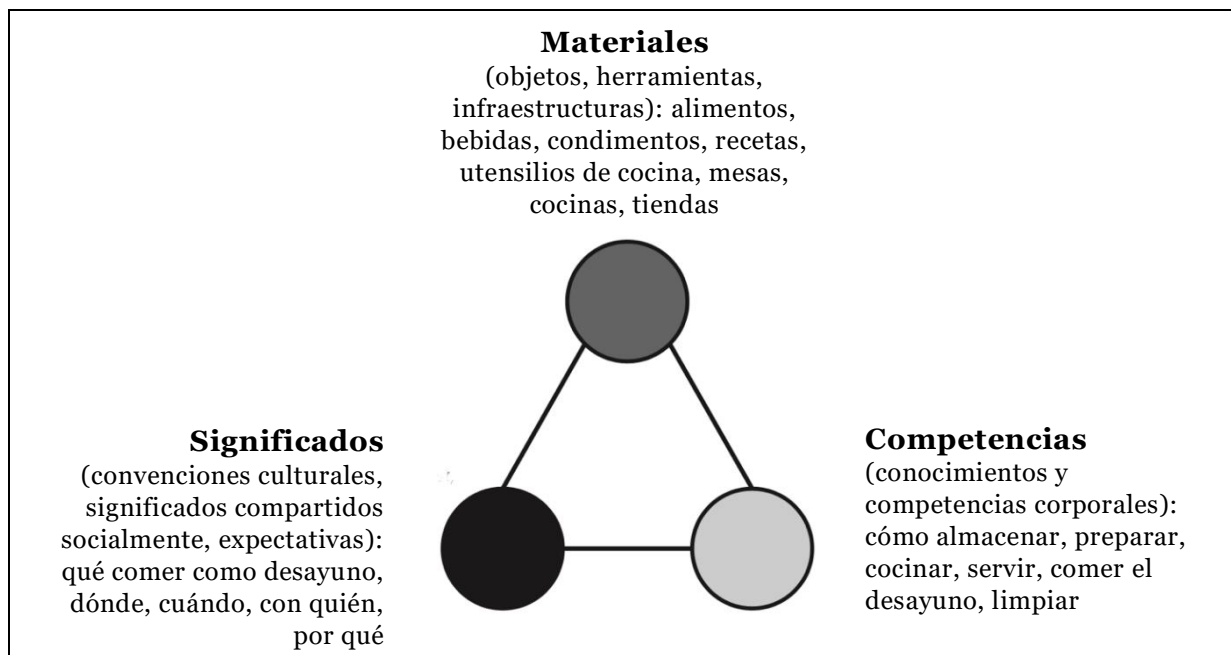 Materiales
(objetos, herramientas,
infraestructuras): alimentos,
bebidas, condimentos, recetas,
utensilios de cocina, mesas,
cocinas, tiendas
Significados
(convenciones culturales,
significados compartidos
socialmente, expectativas):
qué comer como desayuno,
dónde, cuándo, con quién,
por qué
Competencias
(conocimientos y
competencias corporales):
cómo almacenar, preparar,
cocinar, servir, comer el
desayuno, limpiar